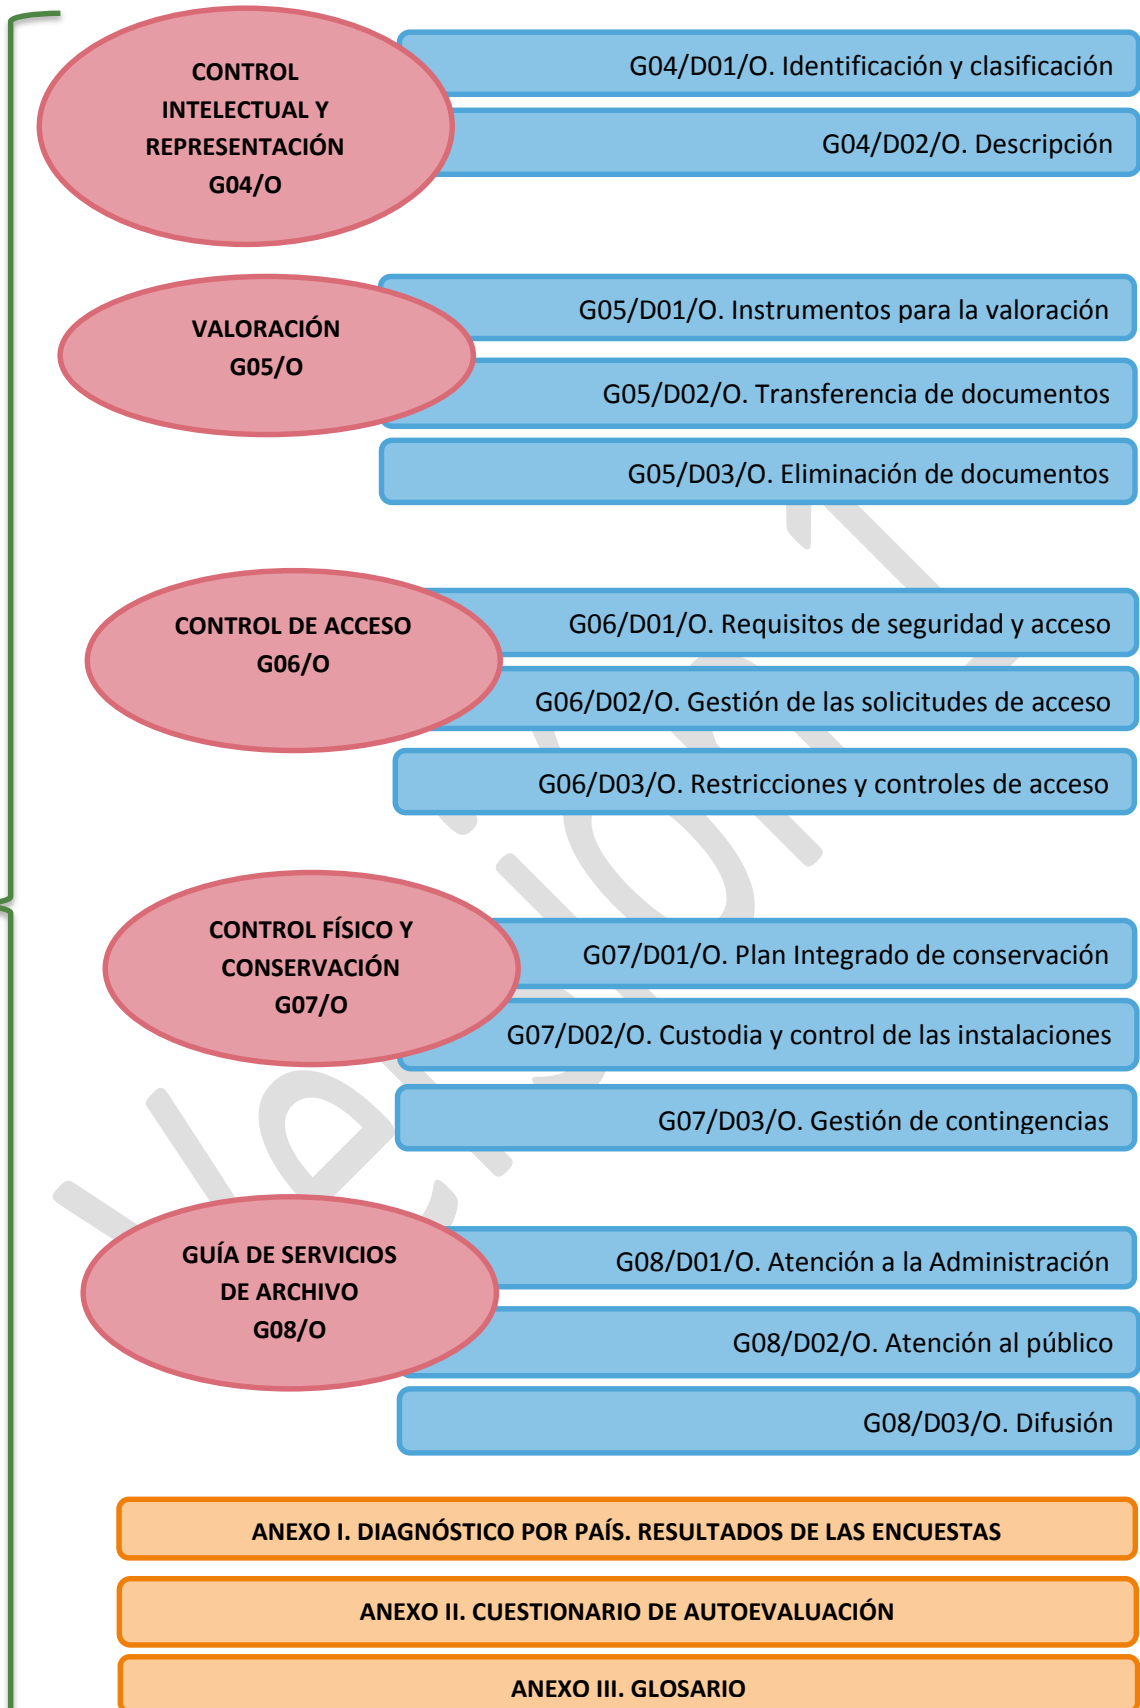 CONTROL
INTELECTUAL Y
REPRESENTACIÓN
G04/O
G04/D01/O. Identificación y clasificación
G04/D02/O. Descripción
VALORACIÓN
G05/O
G05/D01/O. Instrumentos para la valoración
G05/D02/O. Transferencia de documentos
G05/D03/O. Eliminación de documentos
CONTROL DE ACCESO
G06/O
G06/D01/O. Requisitos de seguridad y acceso
G06/D02/O. Gestión de las solicitudes de acceso
G06/D03/O. Restricciones y controles de acceso
CONTROL FÍSICO Y
CONSERVACIÓN
G07/O
G07/D01/O. Plan Integrado de conservación
G07/D02/O. Custodia y control de las instalaciones
G07/D03/O. Gestión de contingencias
GUÍA DE SERVICIOS
DE ARCHIVO
G08/O
G08/D01/O. Atención a la Administración
G08/D02/O. Atención al público
G08/D03/O. Difusión
ANEXO I. DIAGNÓSTICO POR PAÍS. RESULTADOS DE LAS ENCUESTAS
ANEXO II. CUESTIONARIO DE AUTOEVALUACIÓN
ANEXO III. GLOSARIO
Versión 1